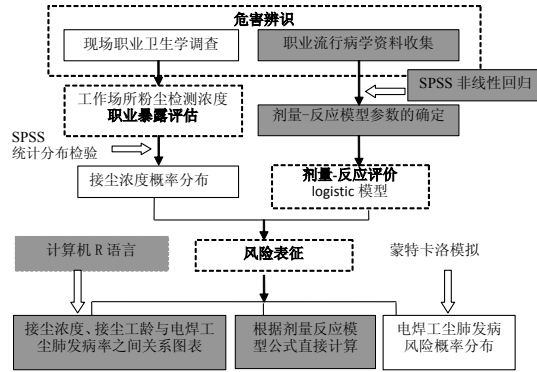 危害辨识
现场职业卫生学调查
职业流行病学资料收集
SPSS 非线性回归
工作场所粉尘检测浓度
职业暴露评估
剂量-反应模型参数的确定
SPSS
统计分布检验
接尘浓度概率分布
剂量-反应评价
logistic 模型
计算机 R 语言
风险表征
蒙特卡洛模拟
接尘浓度、接尘工龄与电焊工
尘肺发病率之间关系图表
根据剂量反应模
型公式直接计算
电焊工尘肺发病
风险概率分布